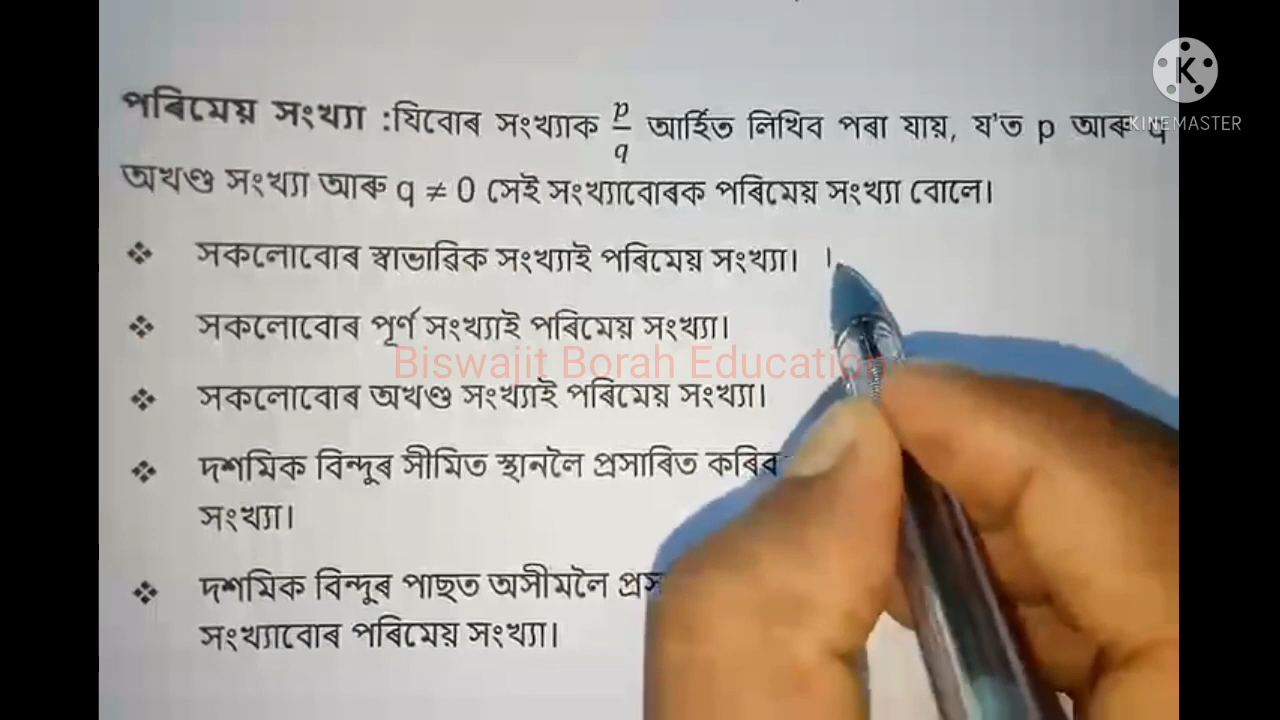 পৰিমেয় সংখ্যা :যিবোৰ সংখ্যাক p/q আৰ্হিত লিখিব পৰা যায়, য'ত p আৰু q
অখণ্ড সংখ্যা আৰু q ≠ 0 সেই সংখ্যাবোৰক পৰিমেয় সংখ্যা বোলে।
❖ সকলোবোৰ স্বাভাৱিক সংখ্যাই পৰিমেয় সংখ্যা।
❖ সকলোবোৰ পূৰ্ণ সংখ্যাই পৰিমেয় সংখ্যা।
❖ সকলোবোৰ অখণ্ড সংখ্যাই পৰিমেয় সংখ্যা।
❖ দশমিক বিন্দুৰ সীমিত স্থানলৈ প্ৰসাৰিত কৰিব
সংখ্যা।
❖ দশমিক বিন্দুৰ পাছত অসীমলৈ
সংখ্যাবোৰ পৰিমেয় সংখ্যা।
Biswajit Borah Education
K
KINEMASTER